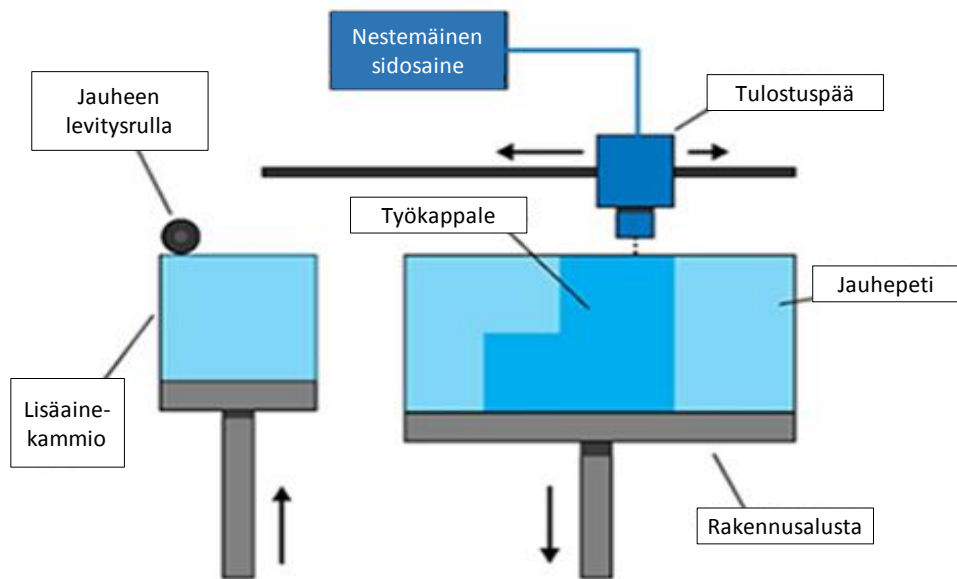 Nestemäinen
sidosaine
Jauheen
levitysrulla
Tulostuspää
Työkappale
Jauhepeti
Lisäaine-
kammio
Rakennusalusta